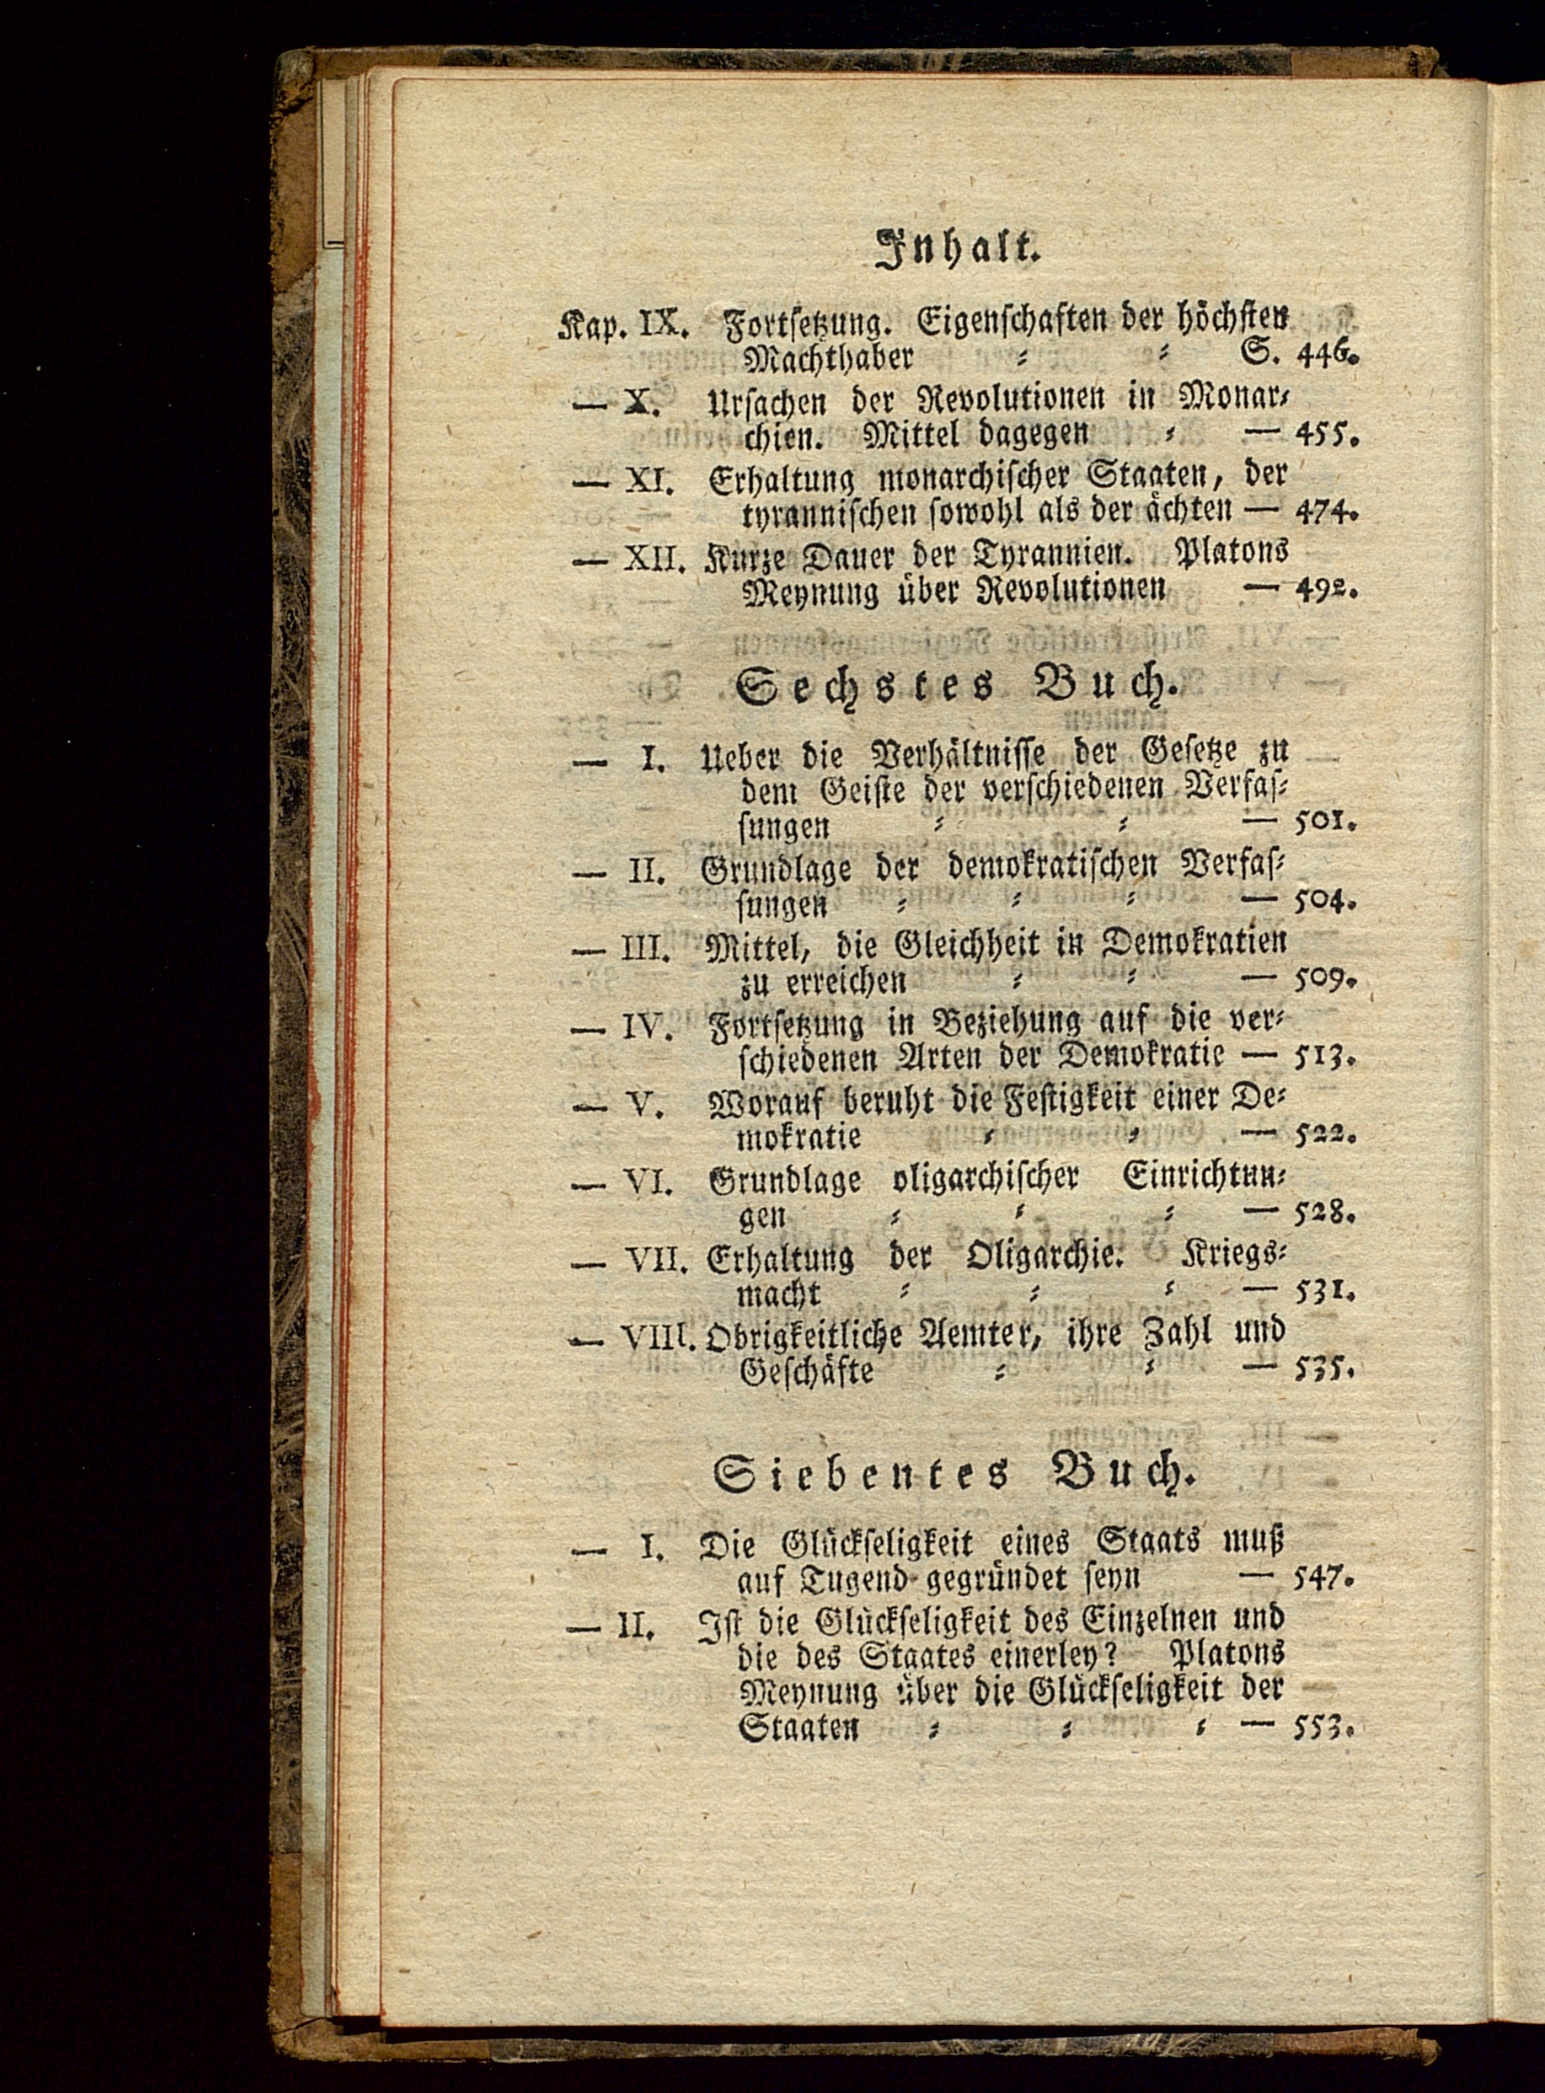 Inhalt.
Kap. IX. Fortsetzung. Eigenschaften der höchsten
Machthaber = = S. 446.
— X. Ursachen der Revolutionen in Monar=
chien. Mittel dagegen = — 455.
— XI. Erhaltung monarchischer Staaten, der
tyrannischen sowohl als der ächten — 474.
— XII. Kurze Dauer der Tyrannien. Platons
Meynung über Revolutionen — 492.
Sechstes Buch.
— I. Ueber die Verhältnisse der Gesetze zu
dem Geiste der verschiedenen Verfas=
sungen = = — 501.
— II. Grundlage der demokratischen Verfas=
sungen = = = — 504.
— III. Mittel, die Gleichheit in Demokratien
zu erreichen = = — 509.
— IV. Fortsetzung in Beziehung auf die ver=
schiedenen Arten der Demokratie — 513.
— V. Worauf beruht die Festigkeit einer De=
mokratie = = — 522.
— VI. Grundlage oligarchischer Einrichtun=
gen = = = — 528.
— VII. Erhaltung der Oligarchie. Kriegs=
macht = = = — 531.
— VIII. Obrigkeitliche Aemter, ihre Zahl und
Geschäfte = = — 535.
Siebentes Buch.
— I. Die Glückseligkeit eines Staats muß
auf Tugend gegründet seyn — 547.
— II. Ist die Glückseligkeit des Einzelnen und
die des Staates einerley? Platons
Meynung über die Glückseligkeit der
Staaten = = = — 553.